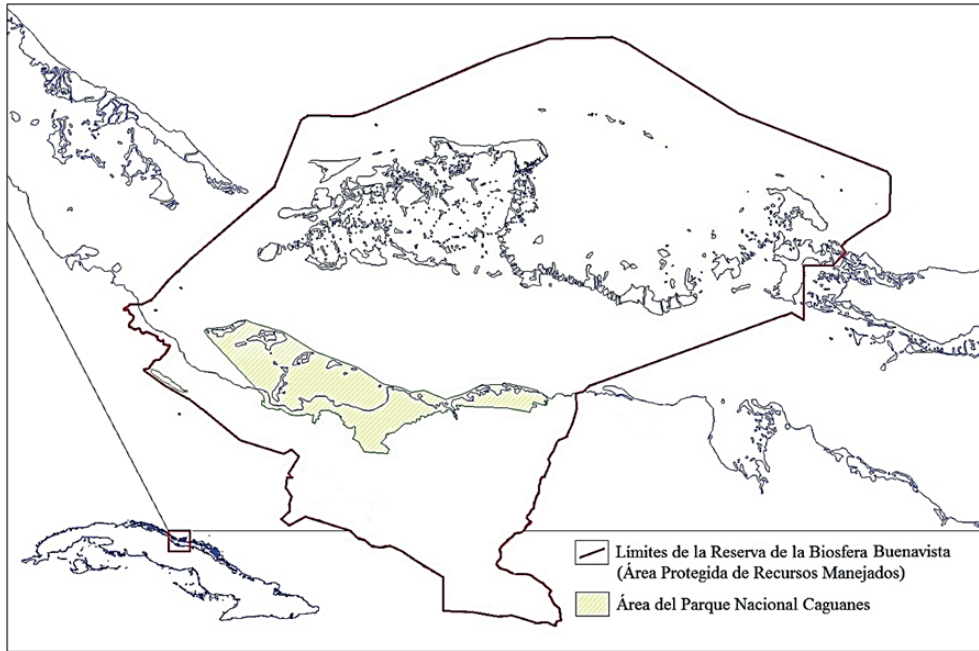 Límites de la Reserva de la Biosfera Buenavista
(Área Protegida de Recursos Manejados)
Área del Parque Nacional Caguanes